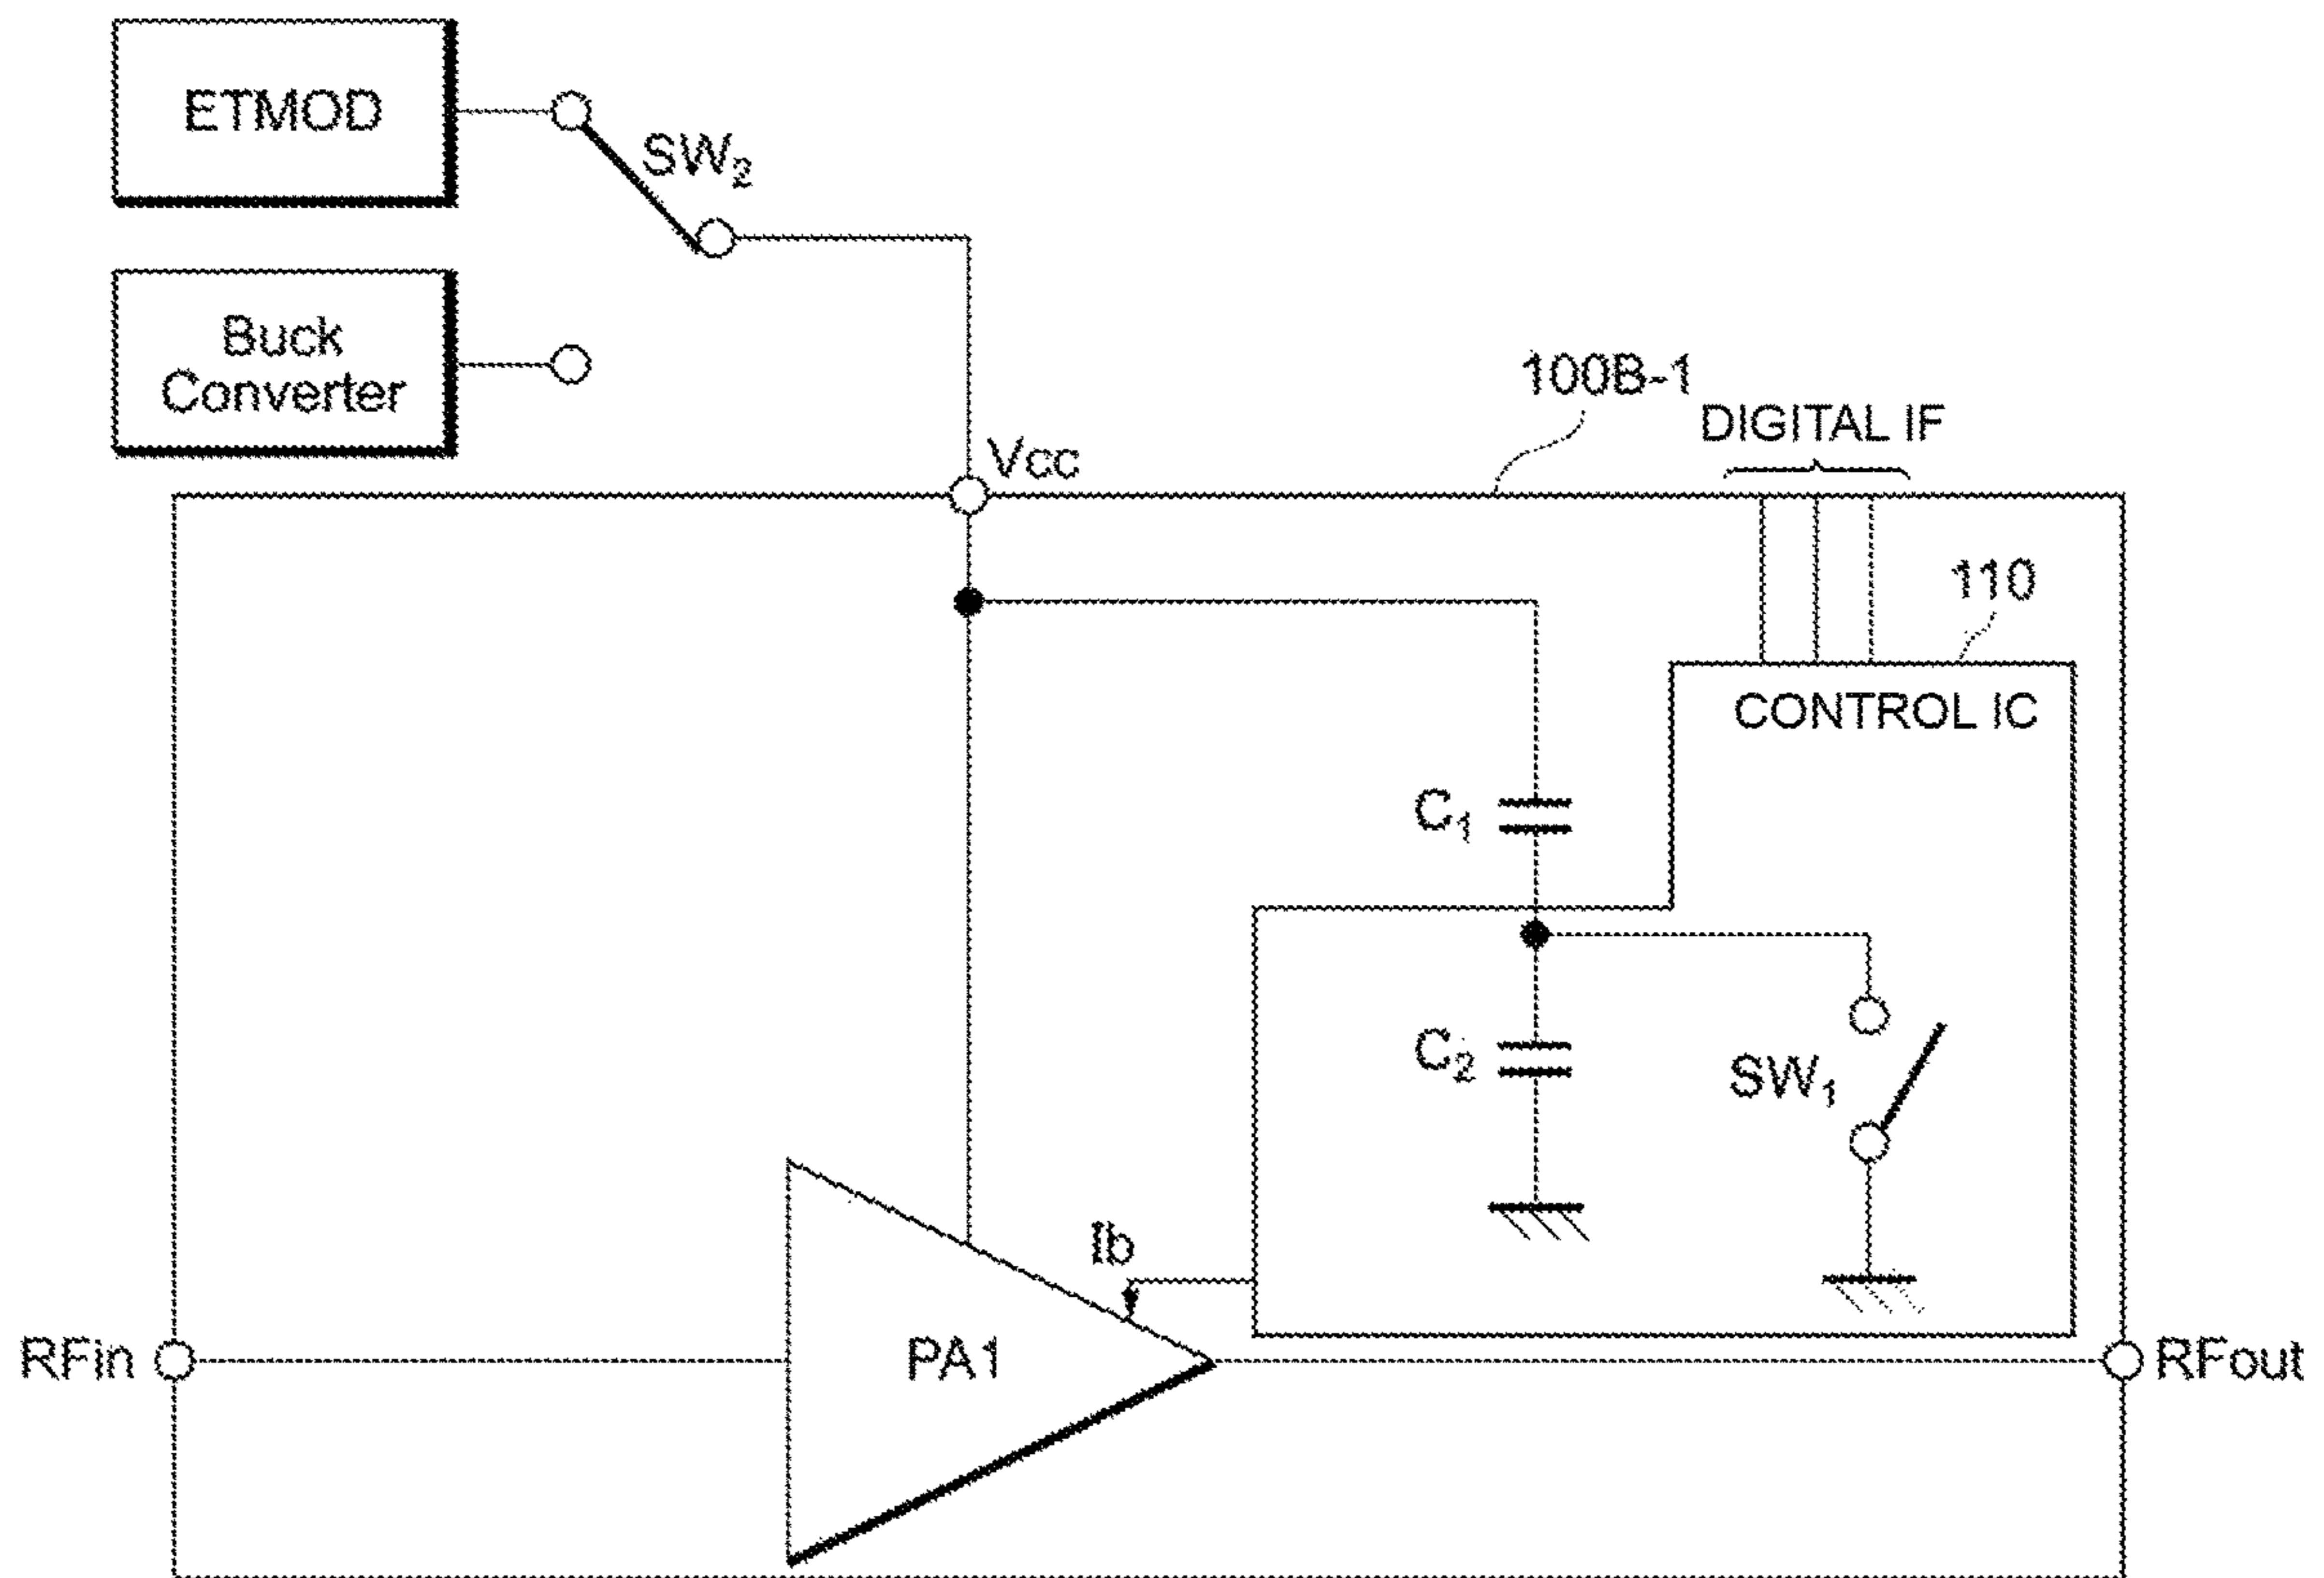 ETMOD
SW₂
Buck
Converter
100B-1
DIGITAL IF
Vcc
110
CONTROL IC
C₁
C₂
SW₁
Ib
RFin
PA1
RFout